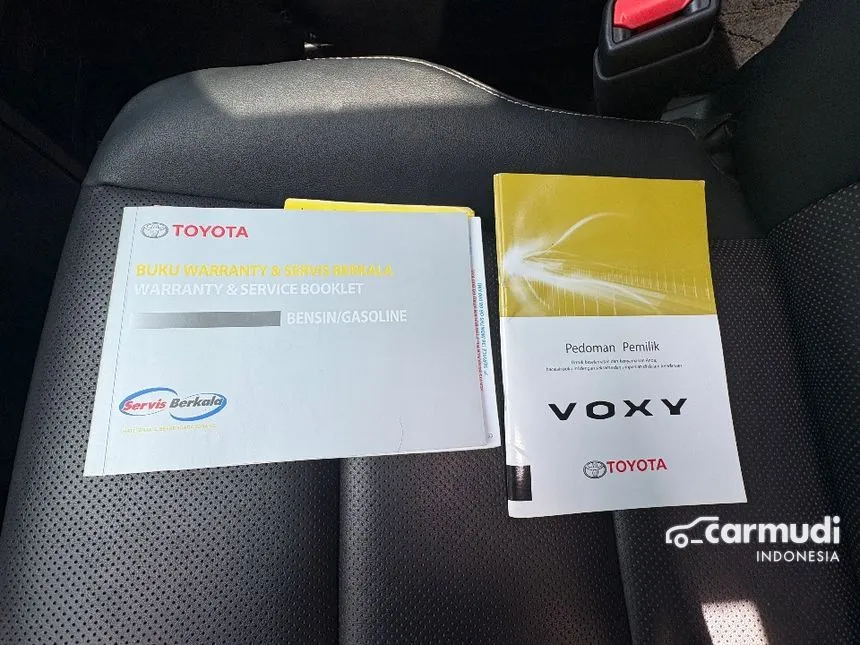 TOYOTA
BUKU WARRANTY & SERVIS BERKALA
WARRANTY & SERVICE BOOKLET
BENSIN/GASOLINE
Servis Berkala
Pedoman Pemilik
VOXY
TOYOTA
carmudi
INDONESIA